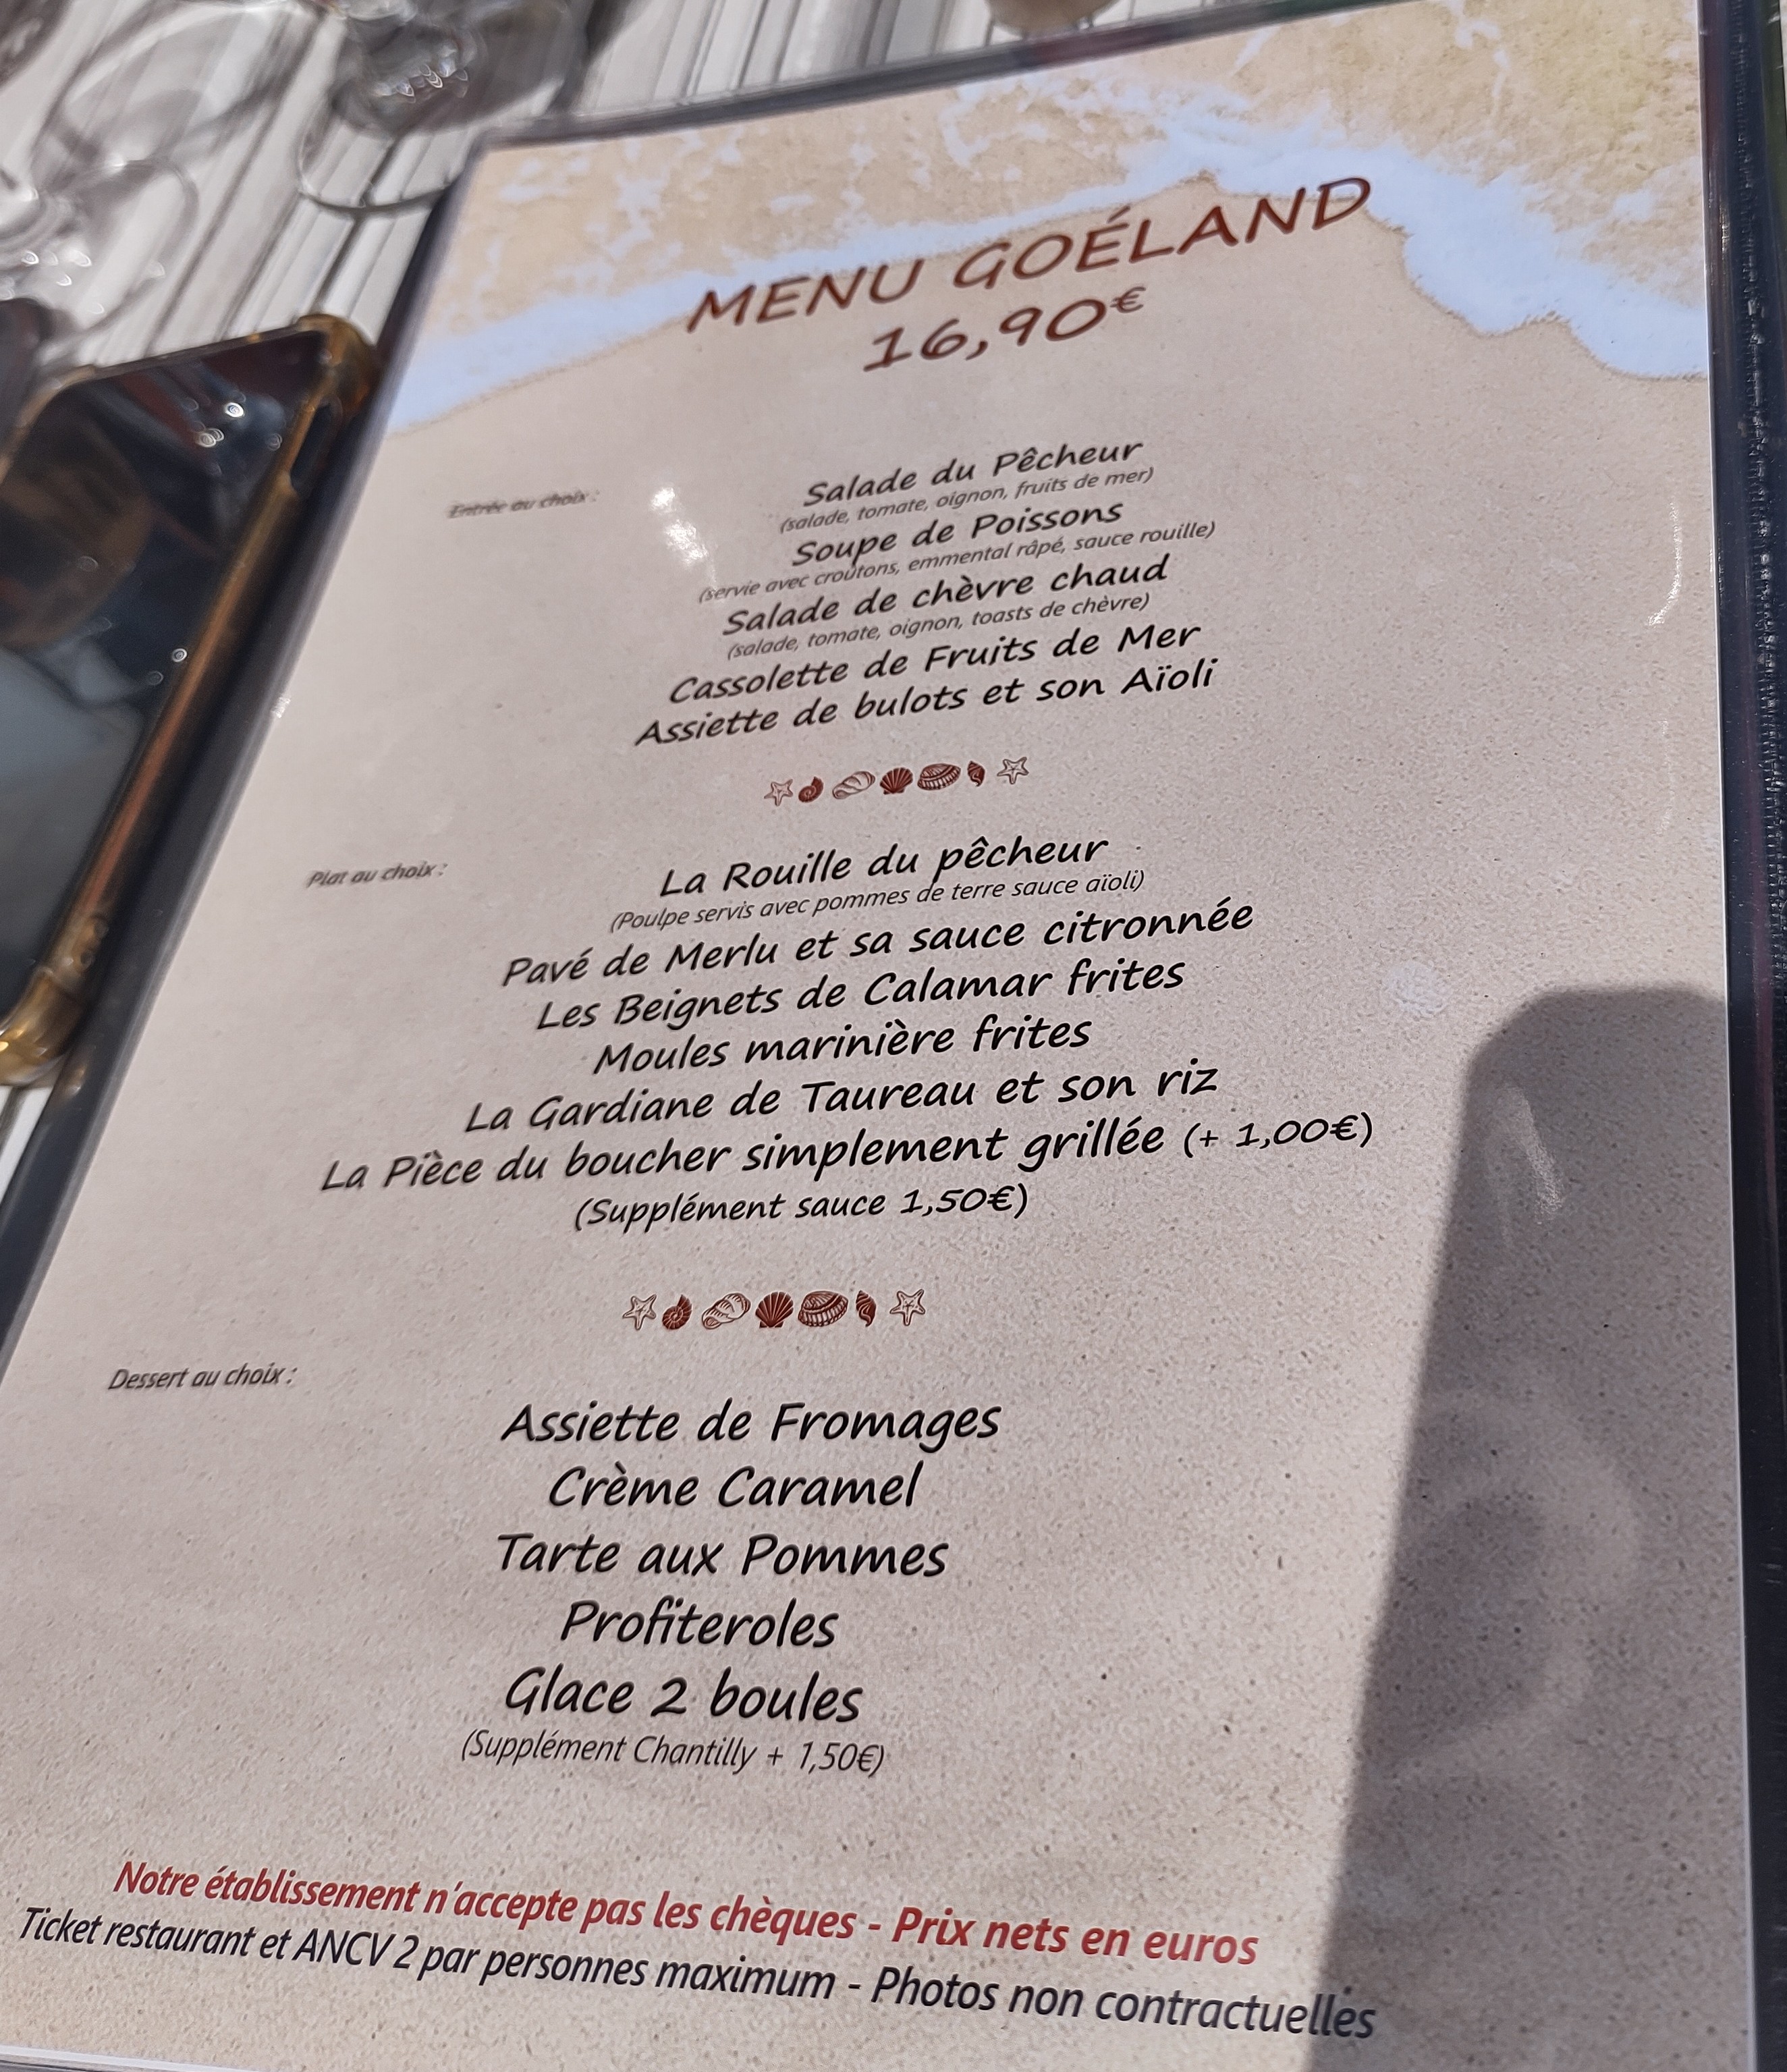 MENU GOÉLAND
16,90€
Entrée au choix :
Salade du Pêcheur
(salade, tomate, oignon, fruits de mer)
Soupe de Poissons
(servie avec croûtons, emmental râpé, sauce rouille)
Salade de chèvre chaud
(salade, tomate, oignon, toasts de chèvre)
Cassolette de Fruits de Mer
Assiette de bulots et son Aïoli
Plat au choix :
La Rouille du pêcheur
(Poulpe servis avec pommes de terre sauce aïoli)
Pavé de Merlu et sa sauce citronnée
Les Beignets de Calamar frites
Moules marinière frites
La Gardiane de Taureau et son riz
La Pièce du boucher simplement grillée (+ 1,00€)
(Supplément sauce 1,50€)
Dessert au choix :
Assiette de Fromages
Crème Caramel
Tarte aux Pommes
Profiteroles
Glace 2 boules
(Supplément Chantilly + 1,50€)
Notre établissement n'accepte pas les chèques - Prix nets en euros
Ticket restaurant et ANCV 2 par personnes maximum - Photos non contractuelles